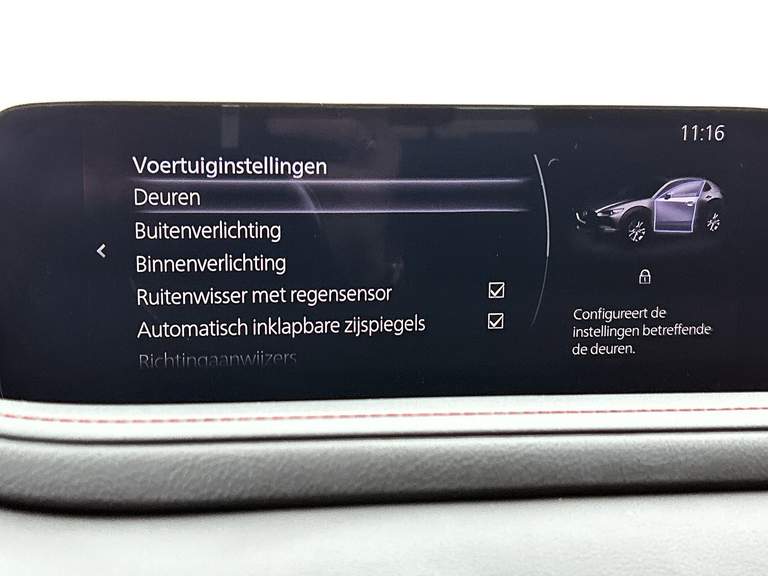 11:16
Voertuiginstellingen
Deuren
Buitenverlichting
Binnenverlichting
Ruitenwisser met regensensor
Automatisch inklapbare zijspiegels
Richtingaanwijzers
Configureert de
instellingen betreffende
de deuren.